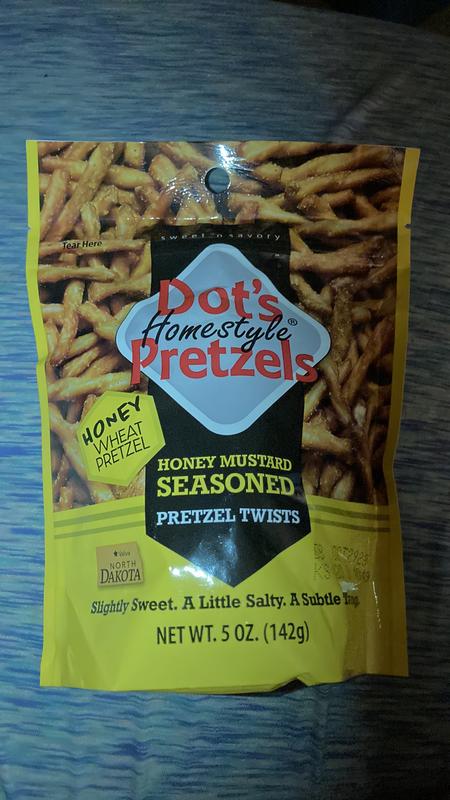 sweet n savory
Tear Here
Dot's
Homestyle®
Pretzels
HONEY
WHEAT
PRETZEL
HONEY MUSTARD
SEASONED
PRETZEL TWISTS
NORTH
DAKOTA
Slightly Sweet. A Little Salty. A Subtle Tang.
NET WT. 5 OZ. (142g)